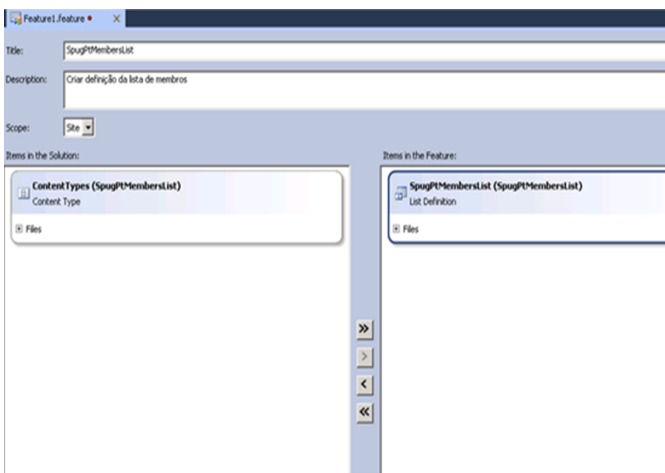 Feature1.feature
Title: SpugPtMembersList
Description: Criar definição da lista de membros
Scope: Site
Items in the Solution: Items in the Feature:
ContentTypes (SpugPtMembersList)
Content Type
Files
SpugPtMembersList (SpugPtMembersList)
List Definition
Files